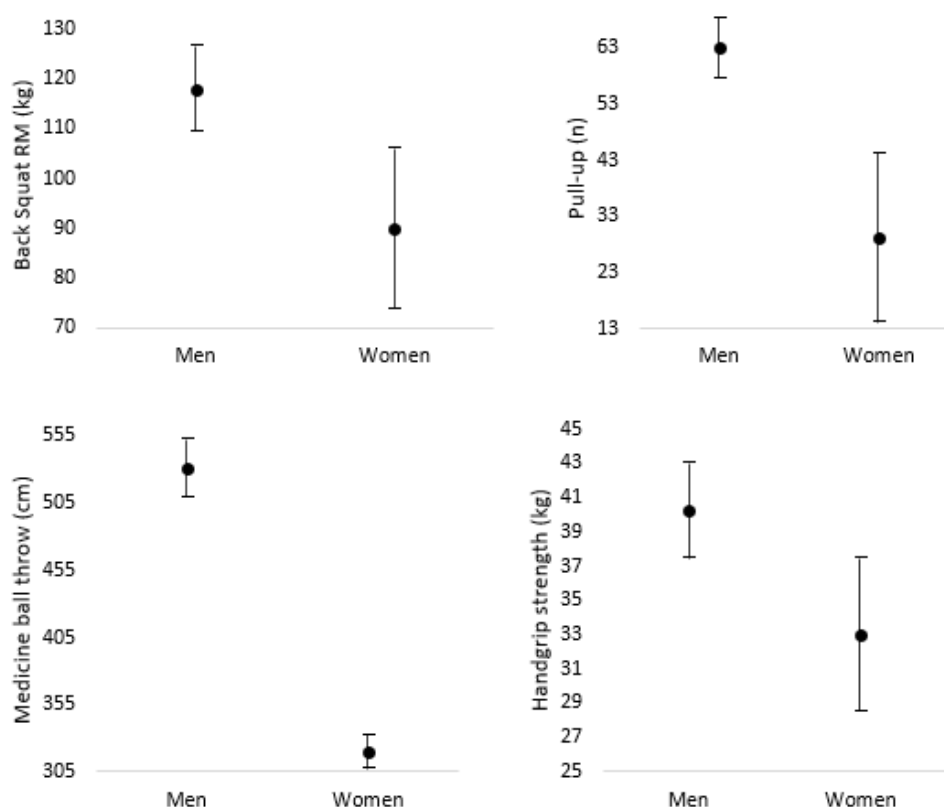 Back Squat RM (kg)
130
120
110
100
90
80
70
Men
Women
Pull-up (n)
63
53
43
33
23
13
Men
Women
Medicine ball throw (cm)
555
505
455
405
355
305
Men
Women
Handgrip strength (kg)
45
43
41
39
37
35
33
31
29
27
25
Men
Women